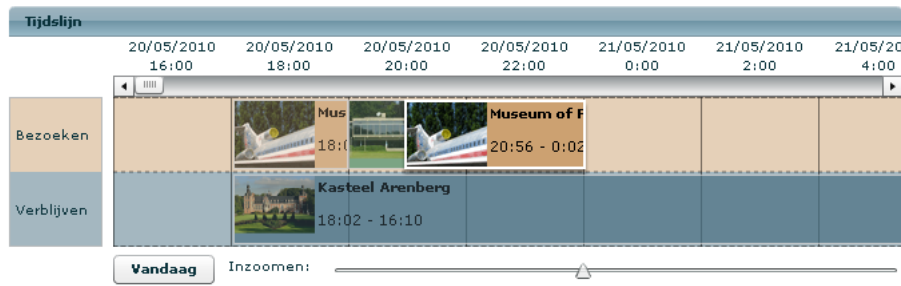 Tijdslijn
20/05/2010 20/05/2010 20/05/2010 20/05/2010 21/05/2010 21/05/2010 21/05/20
16:00 18:00 20:00 22:00 0:00 2:00 4:00
Bezoeken
Mus
18:0
Museum of F
20:56 - 0:02
Verblijven
Kasteel Arenberg
18:02 - 16:10
Vandaag Inzoomen: